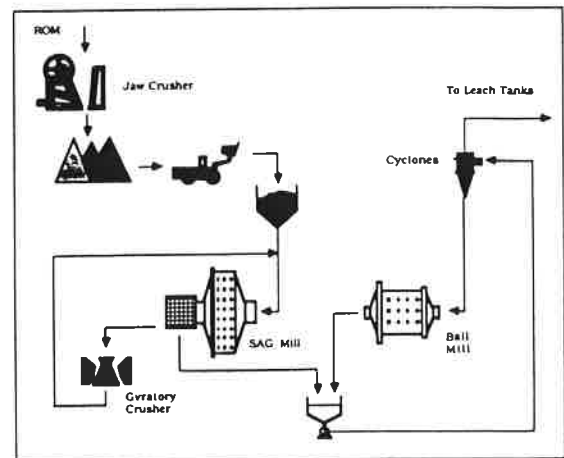 ROM
Jaw Crusher
To Leach Tanks
Cyclones
SAG Mill
Ball
Mill
Gyratory
Crusher